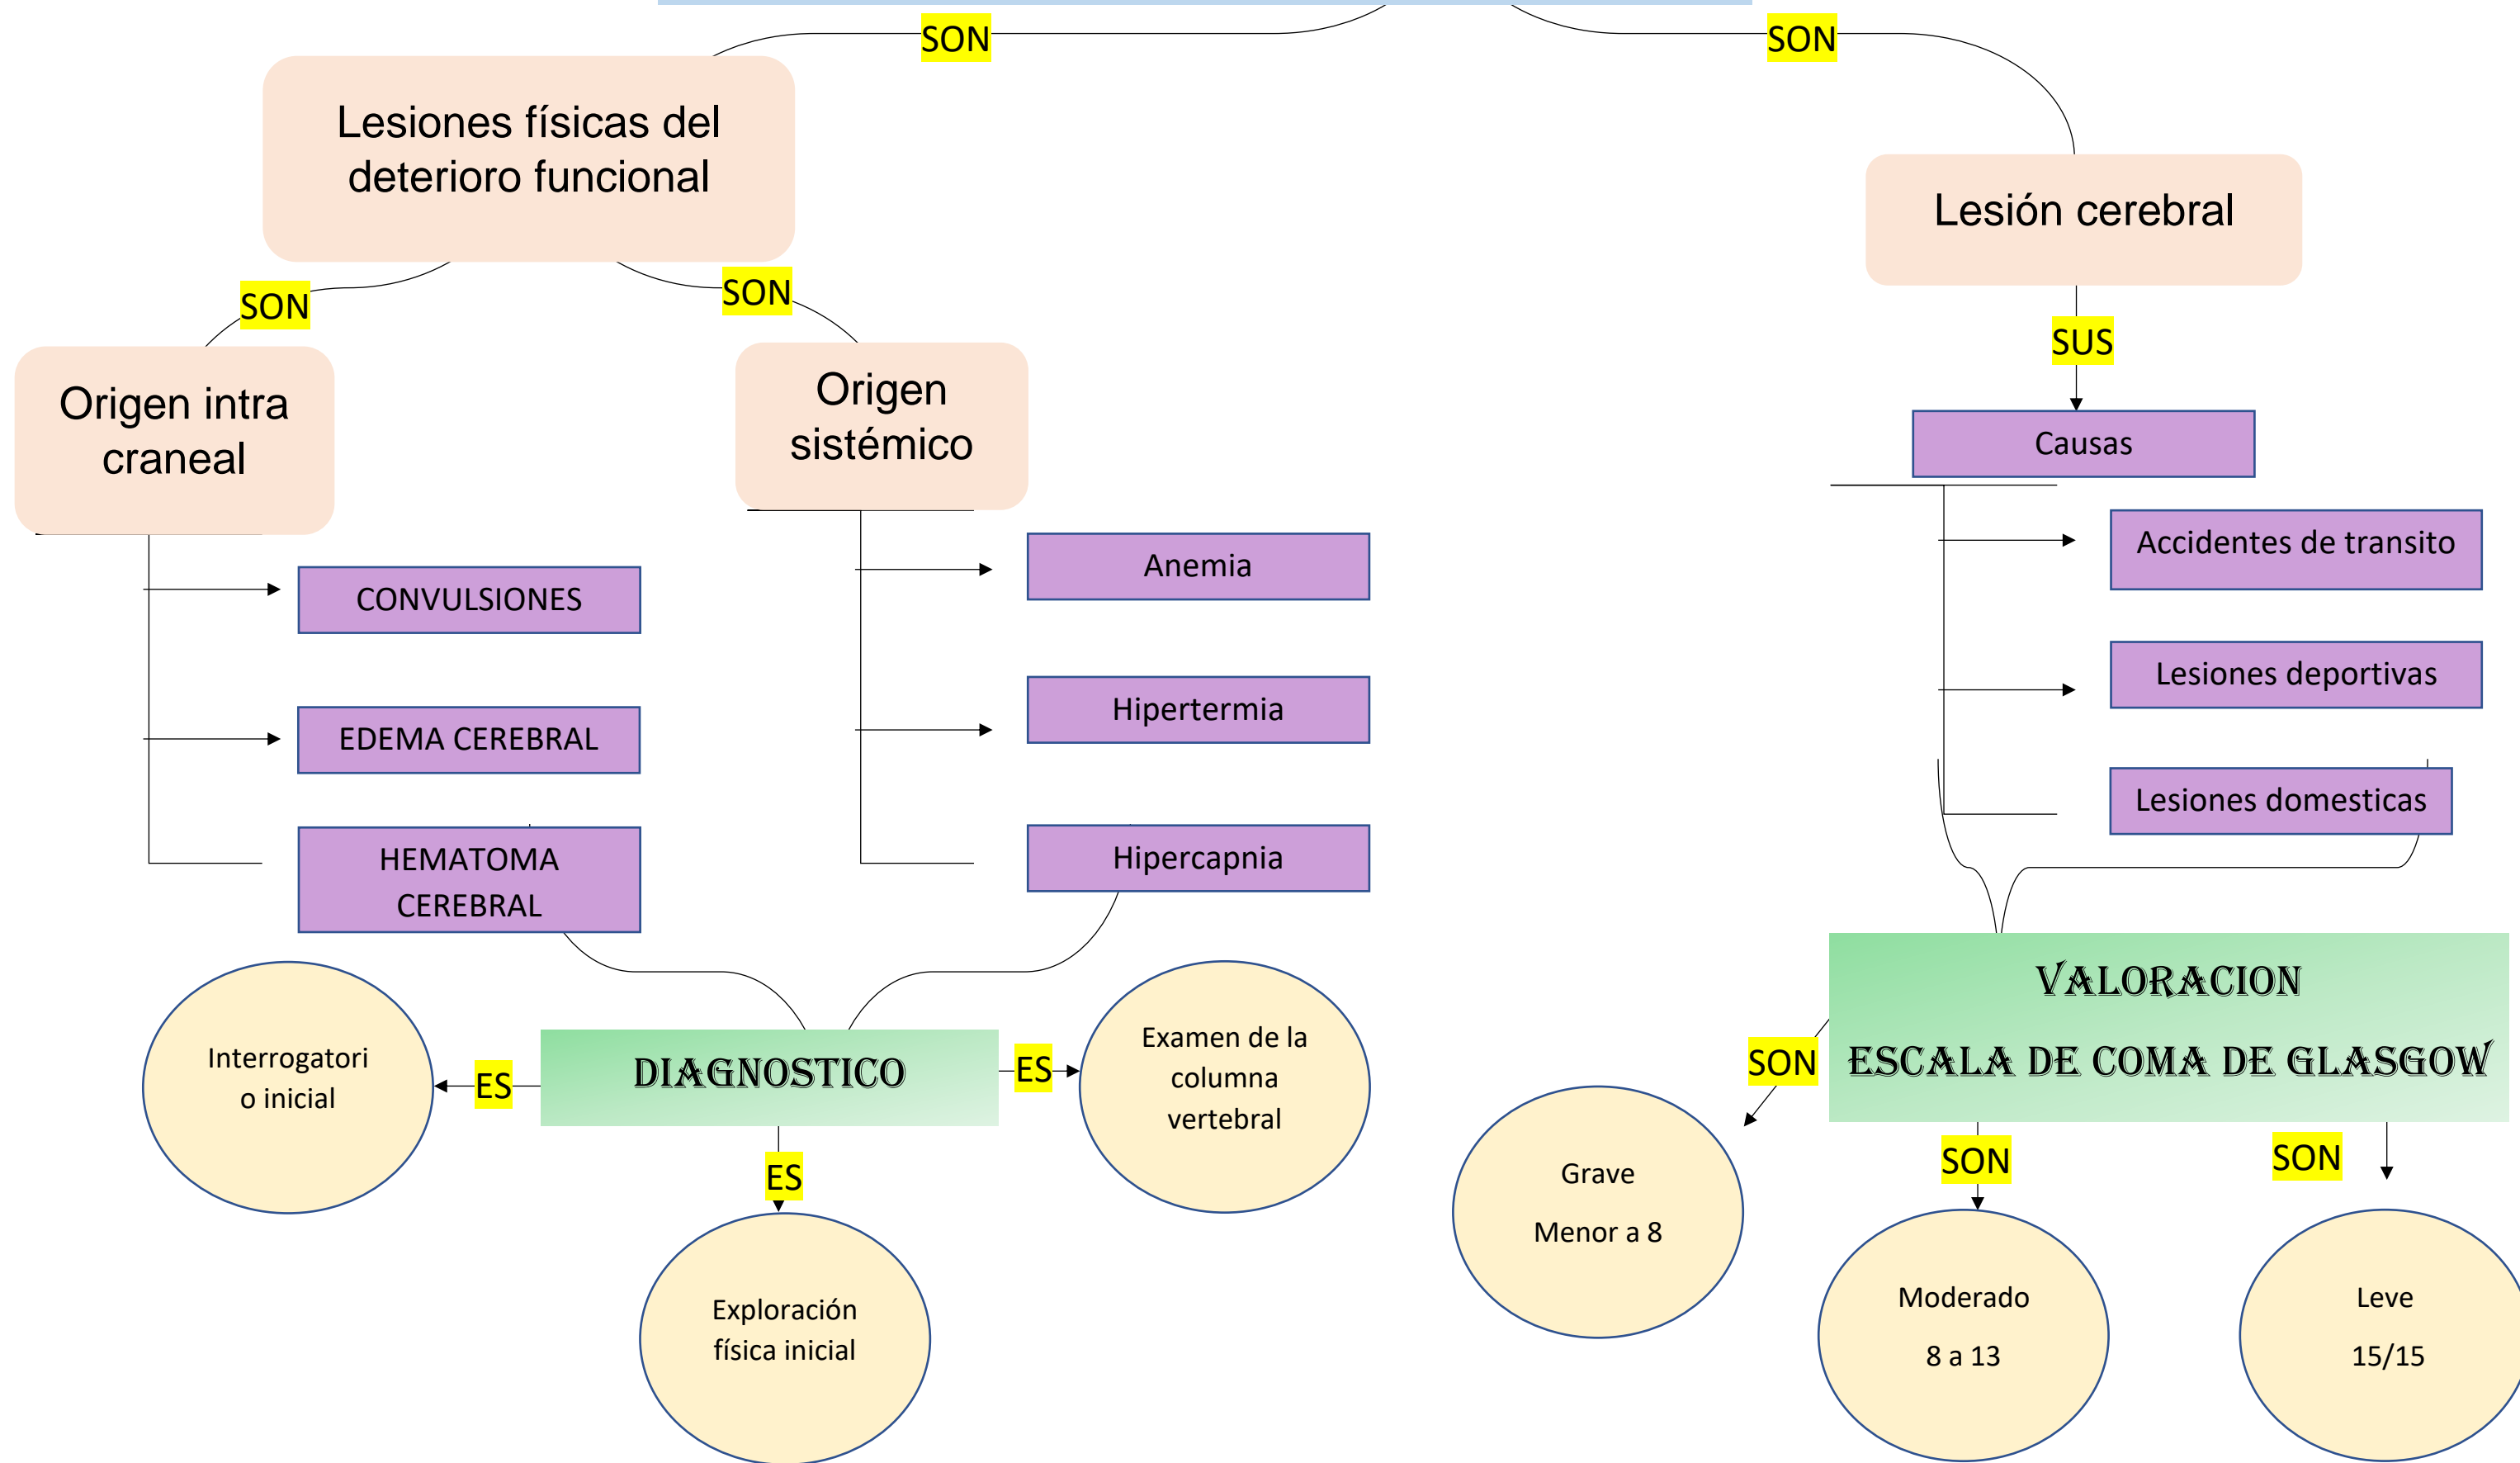 SON
SON
Lesiones físicas del
deterioro funcional
Lesión cerebral
SON
SON
SUS
Origen intra
craneal
Origen
sistémico
Causas
CONVULSIONES
EDEMA CEREBRAL
HEMATOMA
CEREBRAL
Anemia
Hipertermia
Hipercapnia
Accidentes de transito
Lesiones deportivas
Lesiones domesticas
DIAGNOSTICO
ES
ES
ES
Interrogatori
o inicial
Exploración
física inicial
Examen de la
columna
vertebral
VALORACION
ESCALA DE COMA DE GLASGOW
SON
SON
SON
Grave
Menor a 8
Moderado
8 a 13
Leve
15/15